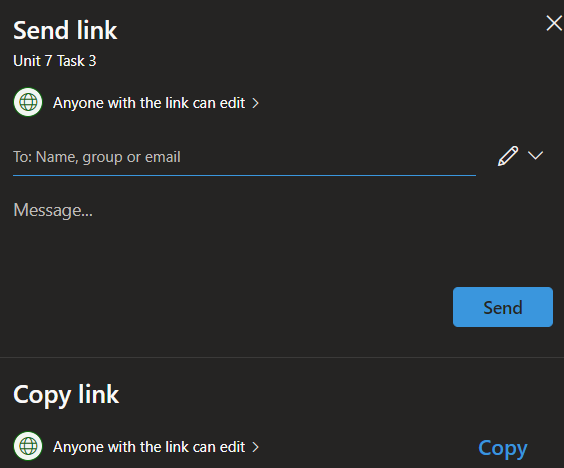 Send link
Unit 7 Task 3
Anyone with the link can edit
To: Name, group or email
Message...
Send
Copy link
Anyone with the link can edit
Copy